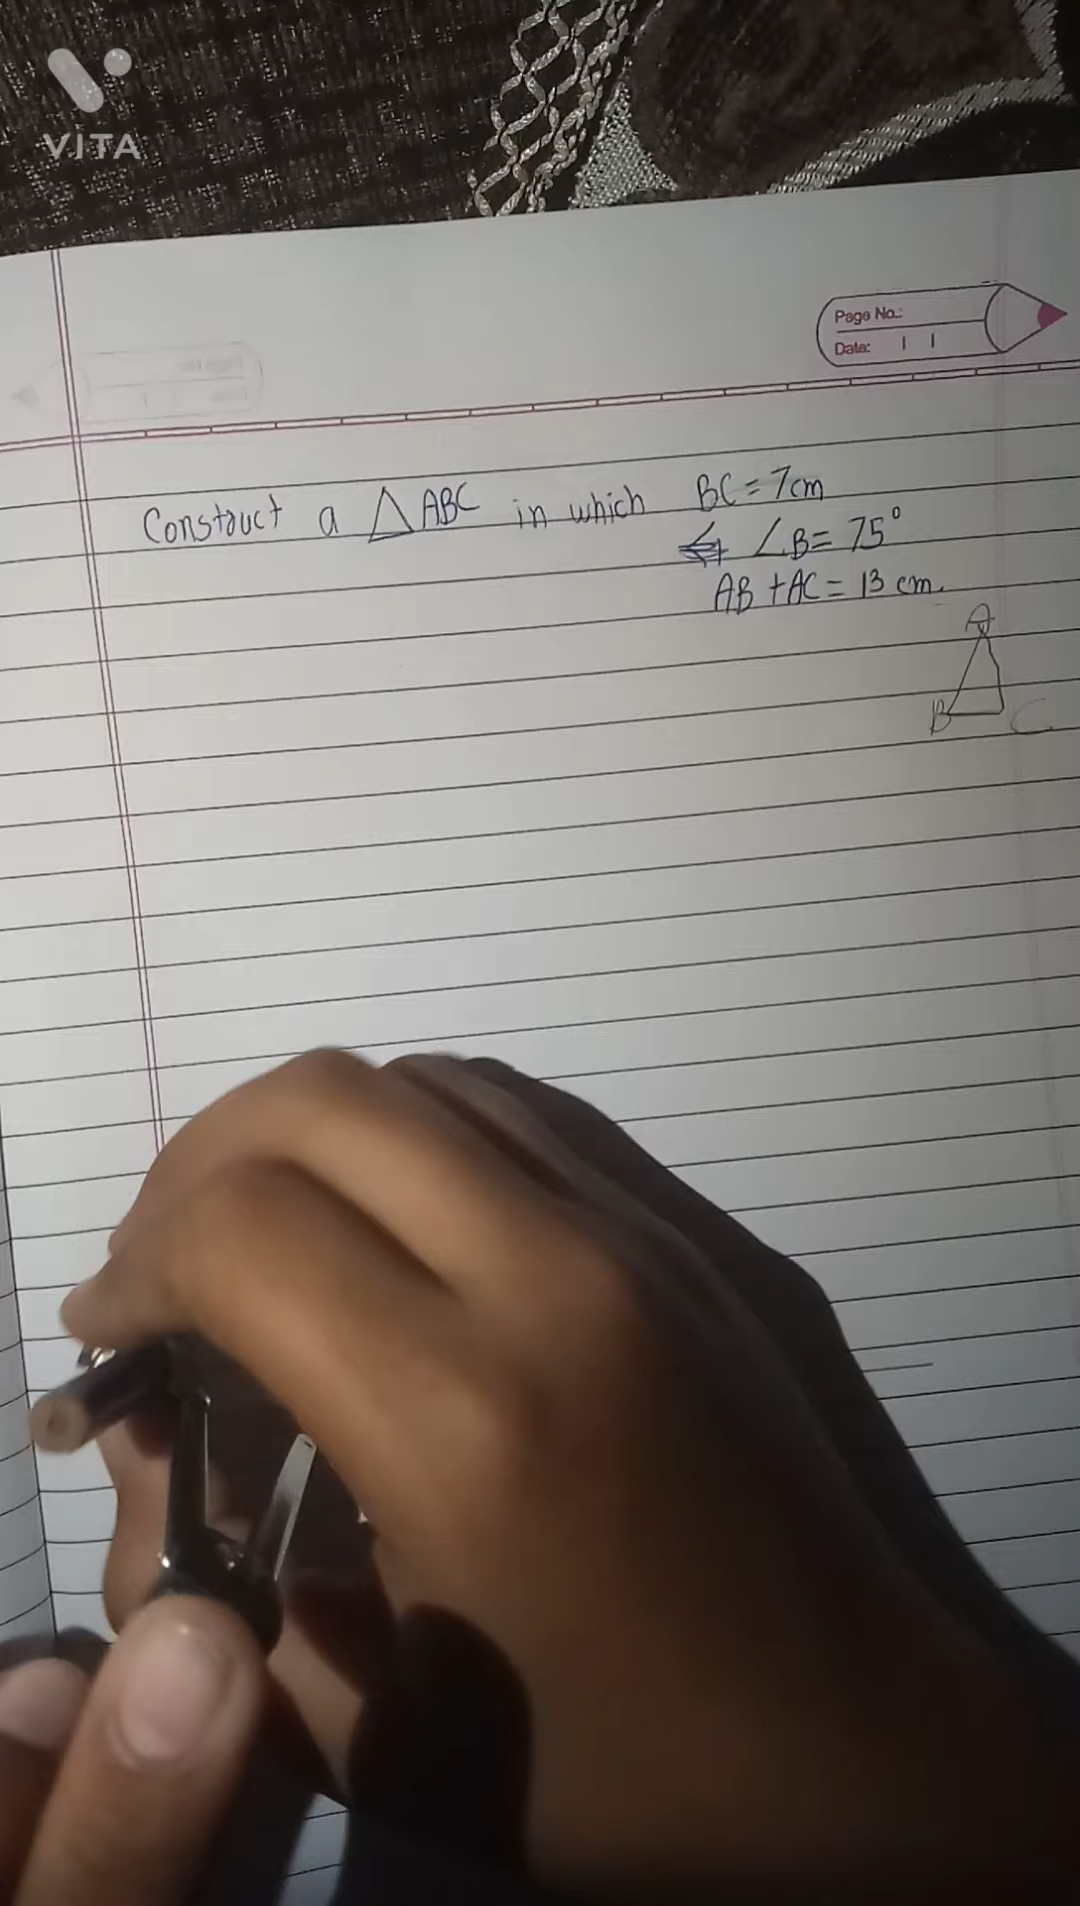 VITA
Page No.:
Date:
Construct a △ ABC in which BC = 7cm
∠B = 75°
AB + AC = 13 cm.
A
B C